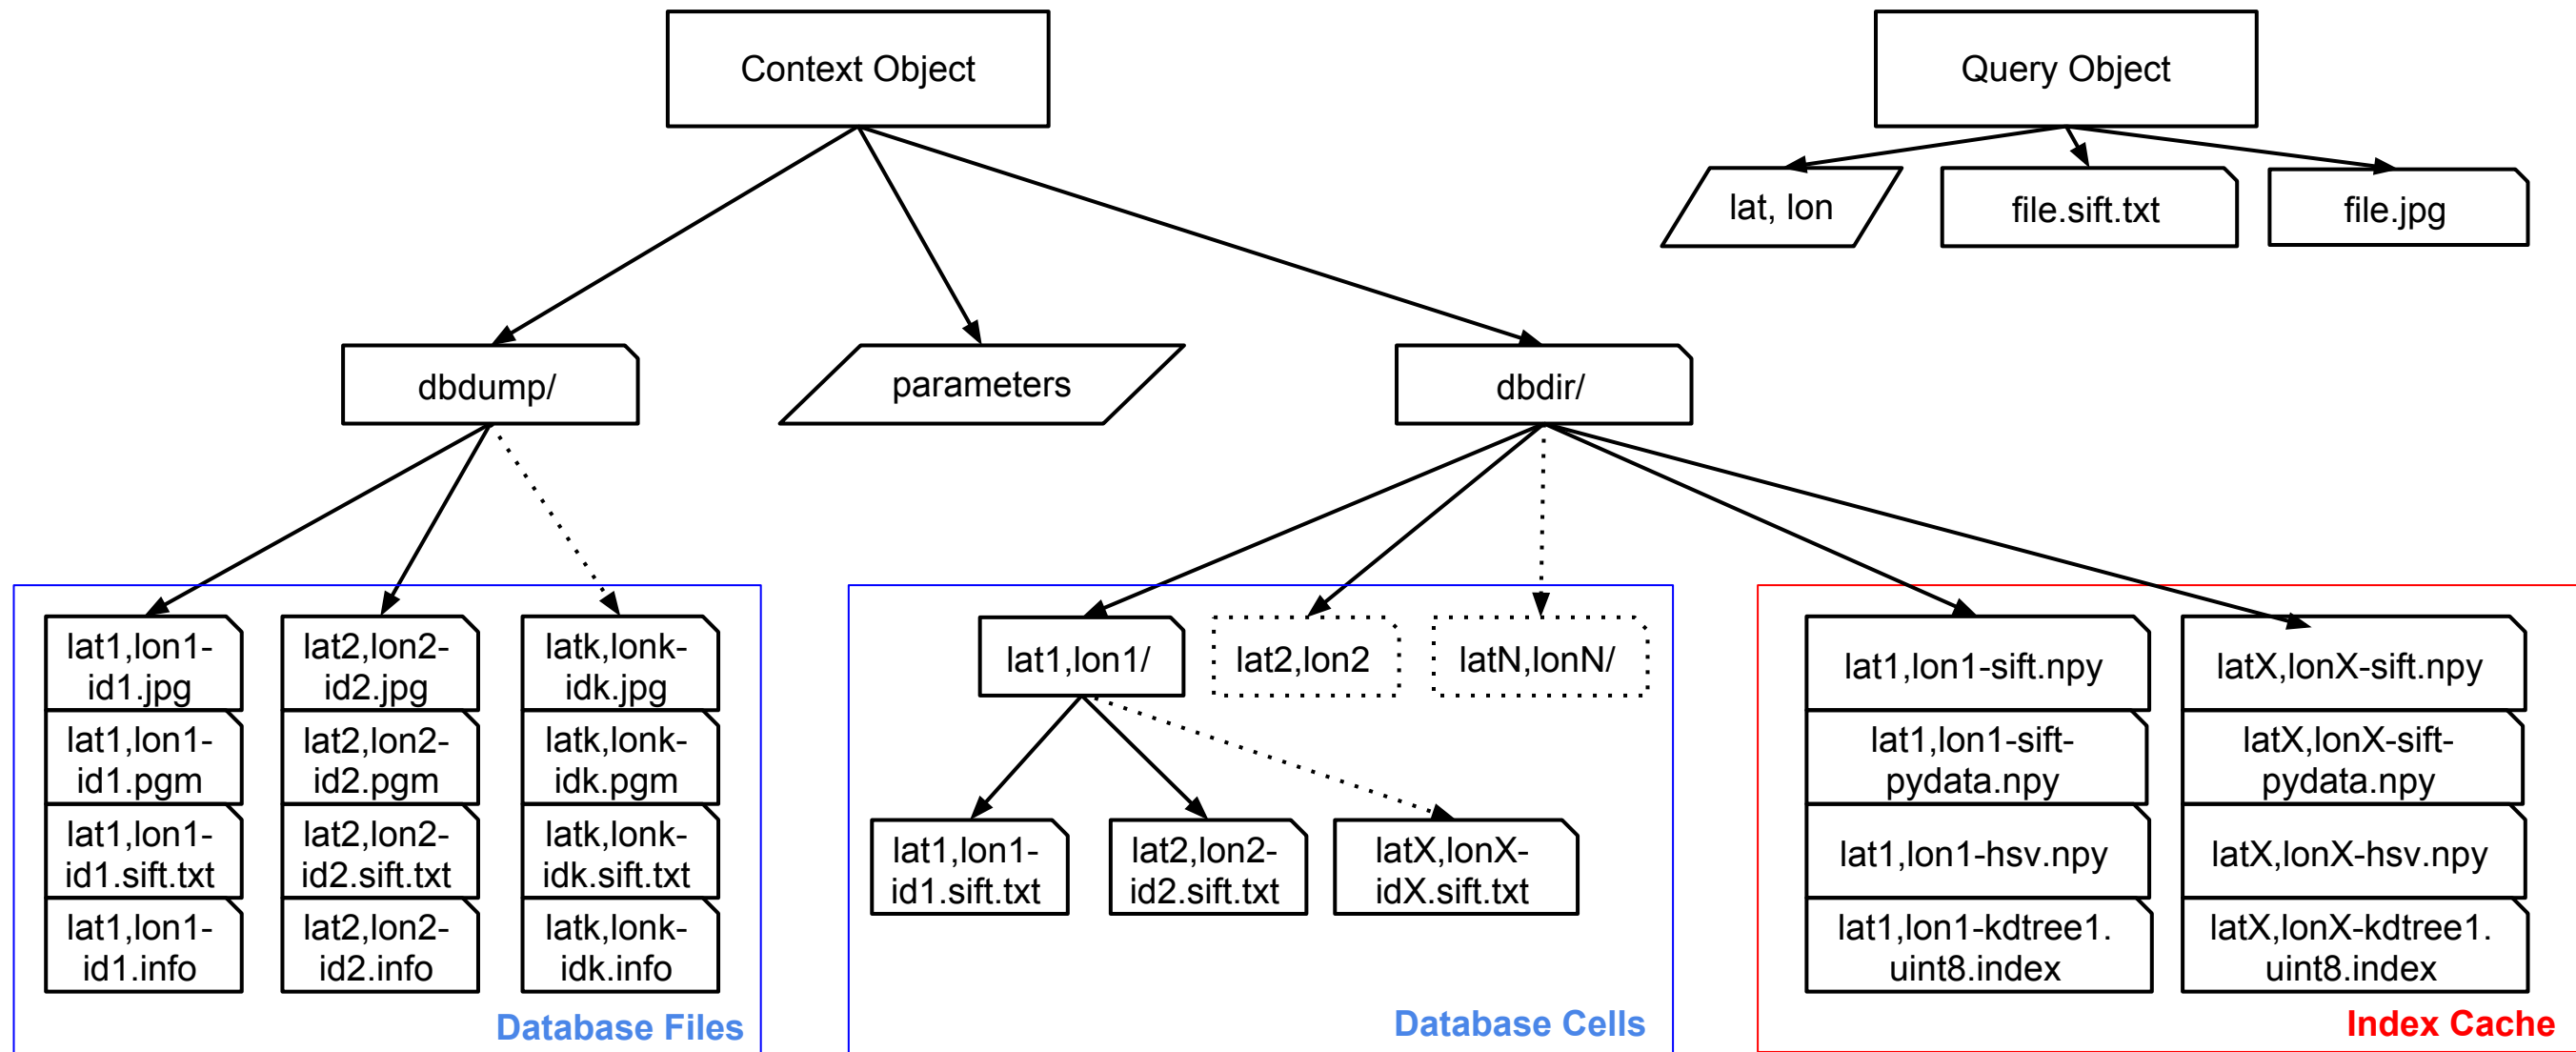 Context Object
Query Object
lat, lon
file.sift.txt
file.jpg
dbdump/
parameters
dbdir/
lat1,lon1-
id1.jpg
lat1,lon1-
id1.pgm
lat1,lon1-
id1.sift.txt
lat1,lon1-
id1.info
lat2,lon2-
id2.jpg
lat2,lon2-
id2.pgm
lat2,lon2-
id2.sift.txt
lat2,lon2-
id2.info
latk,lonk-
idk.jpg
latk,lonk-
idk.pgm
latk,lonk-
idk.sift.txt
latk,lonk-
idk.info
Database Files
lat1,lon1/
lat2,lon2
latN,lonN/
lat1,lon1-
id1.sift.txt
lat2,lon2-
id2.sift.txt
latX,lonX-
idX.sift.txt
Database Cells
lat1,lon1-sift.npy
lat1,lon1-sift-
pydata.npy
lat1,lon1-hsv.npy
lat1,lon1-kdtree1.
uint8.index
latX,lonX-sift.npy
latX,lonX-sift-
pydata.npy
latX,lonX-hsv.npy
latX,lonX-kdtree1.
uint8.index
Index Cache